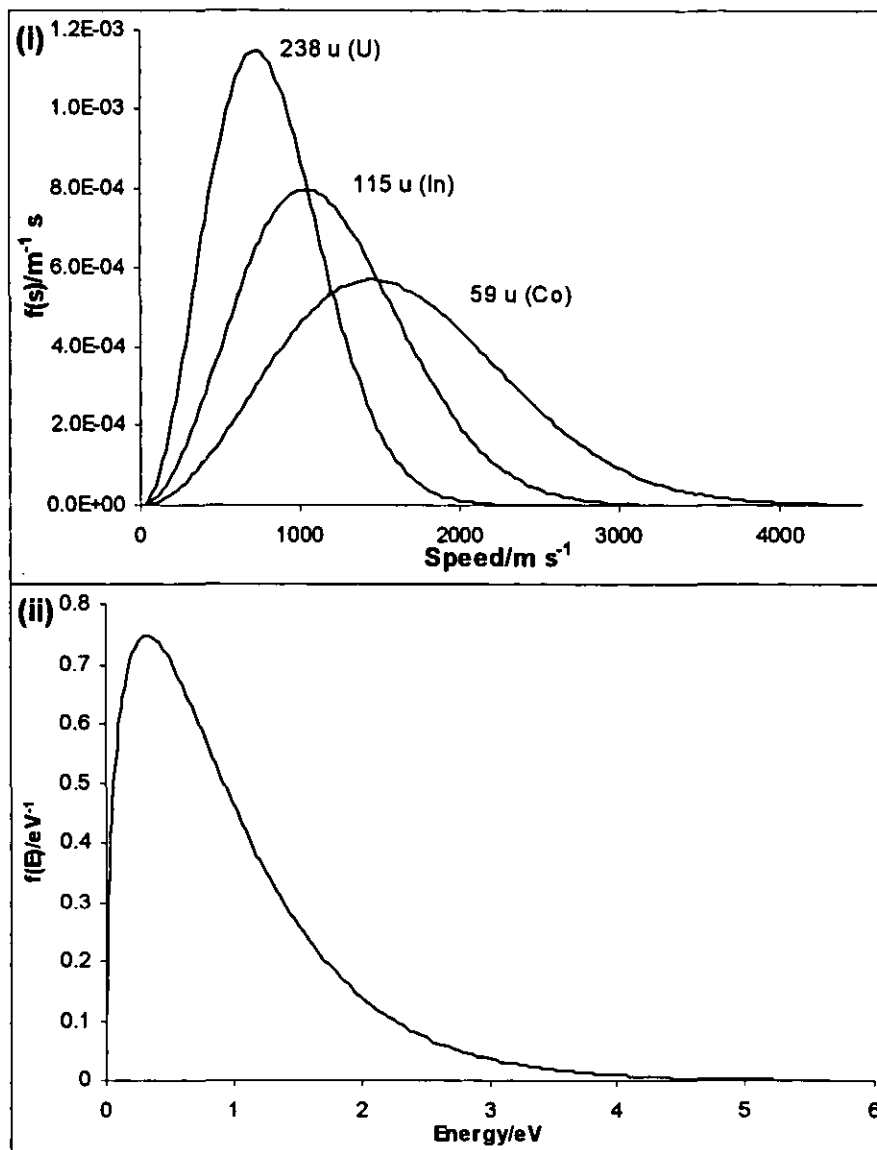 (i)
1.2E-03
1.0E-03
8.0E-04
6.0E-04
4.0E-04
2.0E-04
0.0E+00
f(s)/m⁻¹ s
238 u (U)
115 u (In)
59 u (Co)
0
1000
2000
3000
4000
Speed/m s⁻¹
(ii)
0.8
0.7
0.6
0.5
0.4
0.3
0.2
0.1
0
f(E)/eV⁻¹
0
1
2
3
4
5
6
Energy/eV